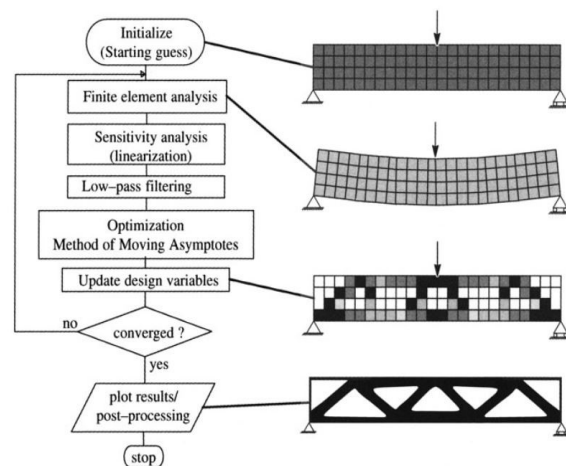 Initialize
(Starting guess)
Finite element analysis
Sensitivity analysis
(linearization)
Low–pass filtering
Optimization
Method of Moving Asymptotes
Update design variables
no
converged ?
yes
plot results/
post–processing
stop